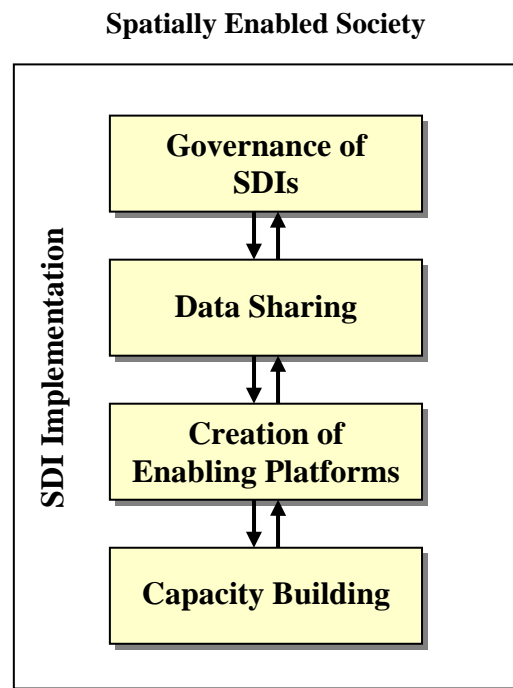 Spatially Enabled Society
SDI Implementation
Governance of
SDIs
Data Sharing
Creation of
Enabling Platforms
Capacity Building